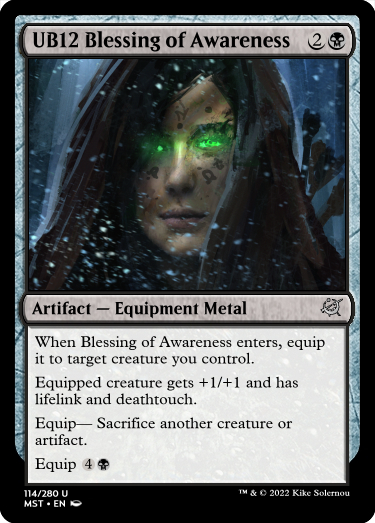 UB12 Blessing of Awareness 2
Artifact — Equipment Metal
When Blessing of Awareness enters, equip
it to target creature you control.
Equipped creature gets +1/+1 and has
lifelink and deathtouch.
Equip— Sacrifice another creature or
artifact.
Equip 4
114/280 U
MST • EN
™ & © 2022 Kike Solernou